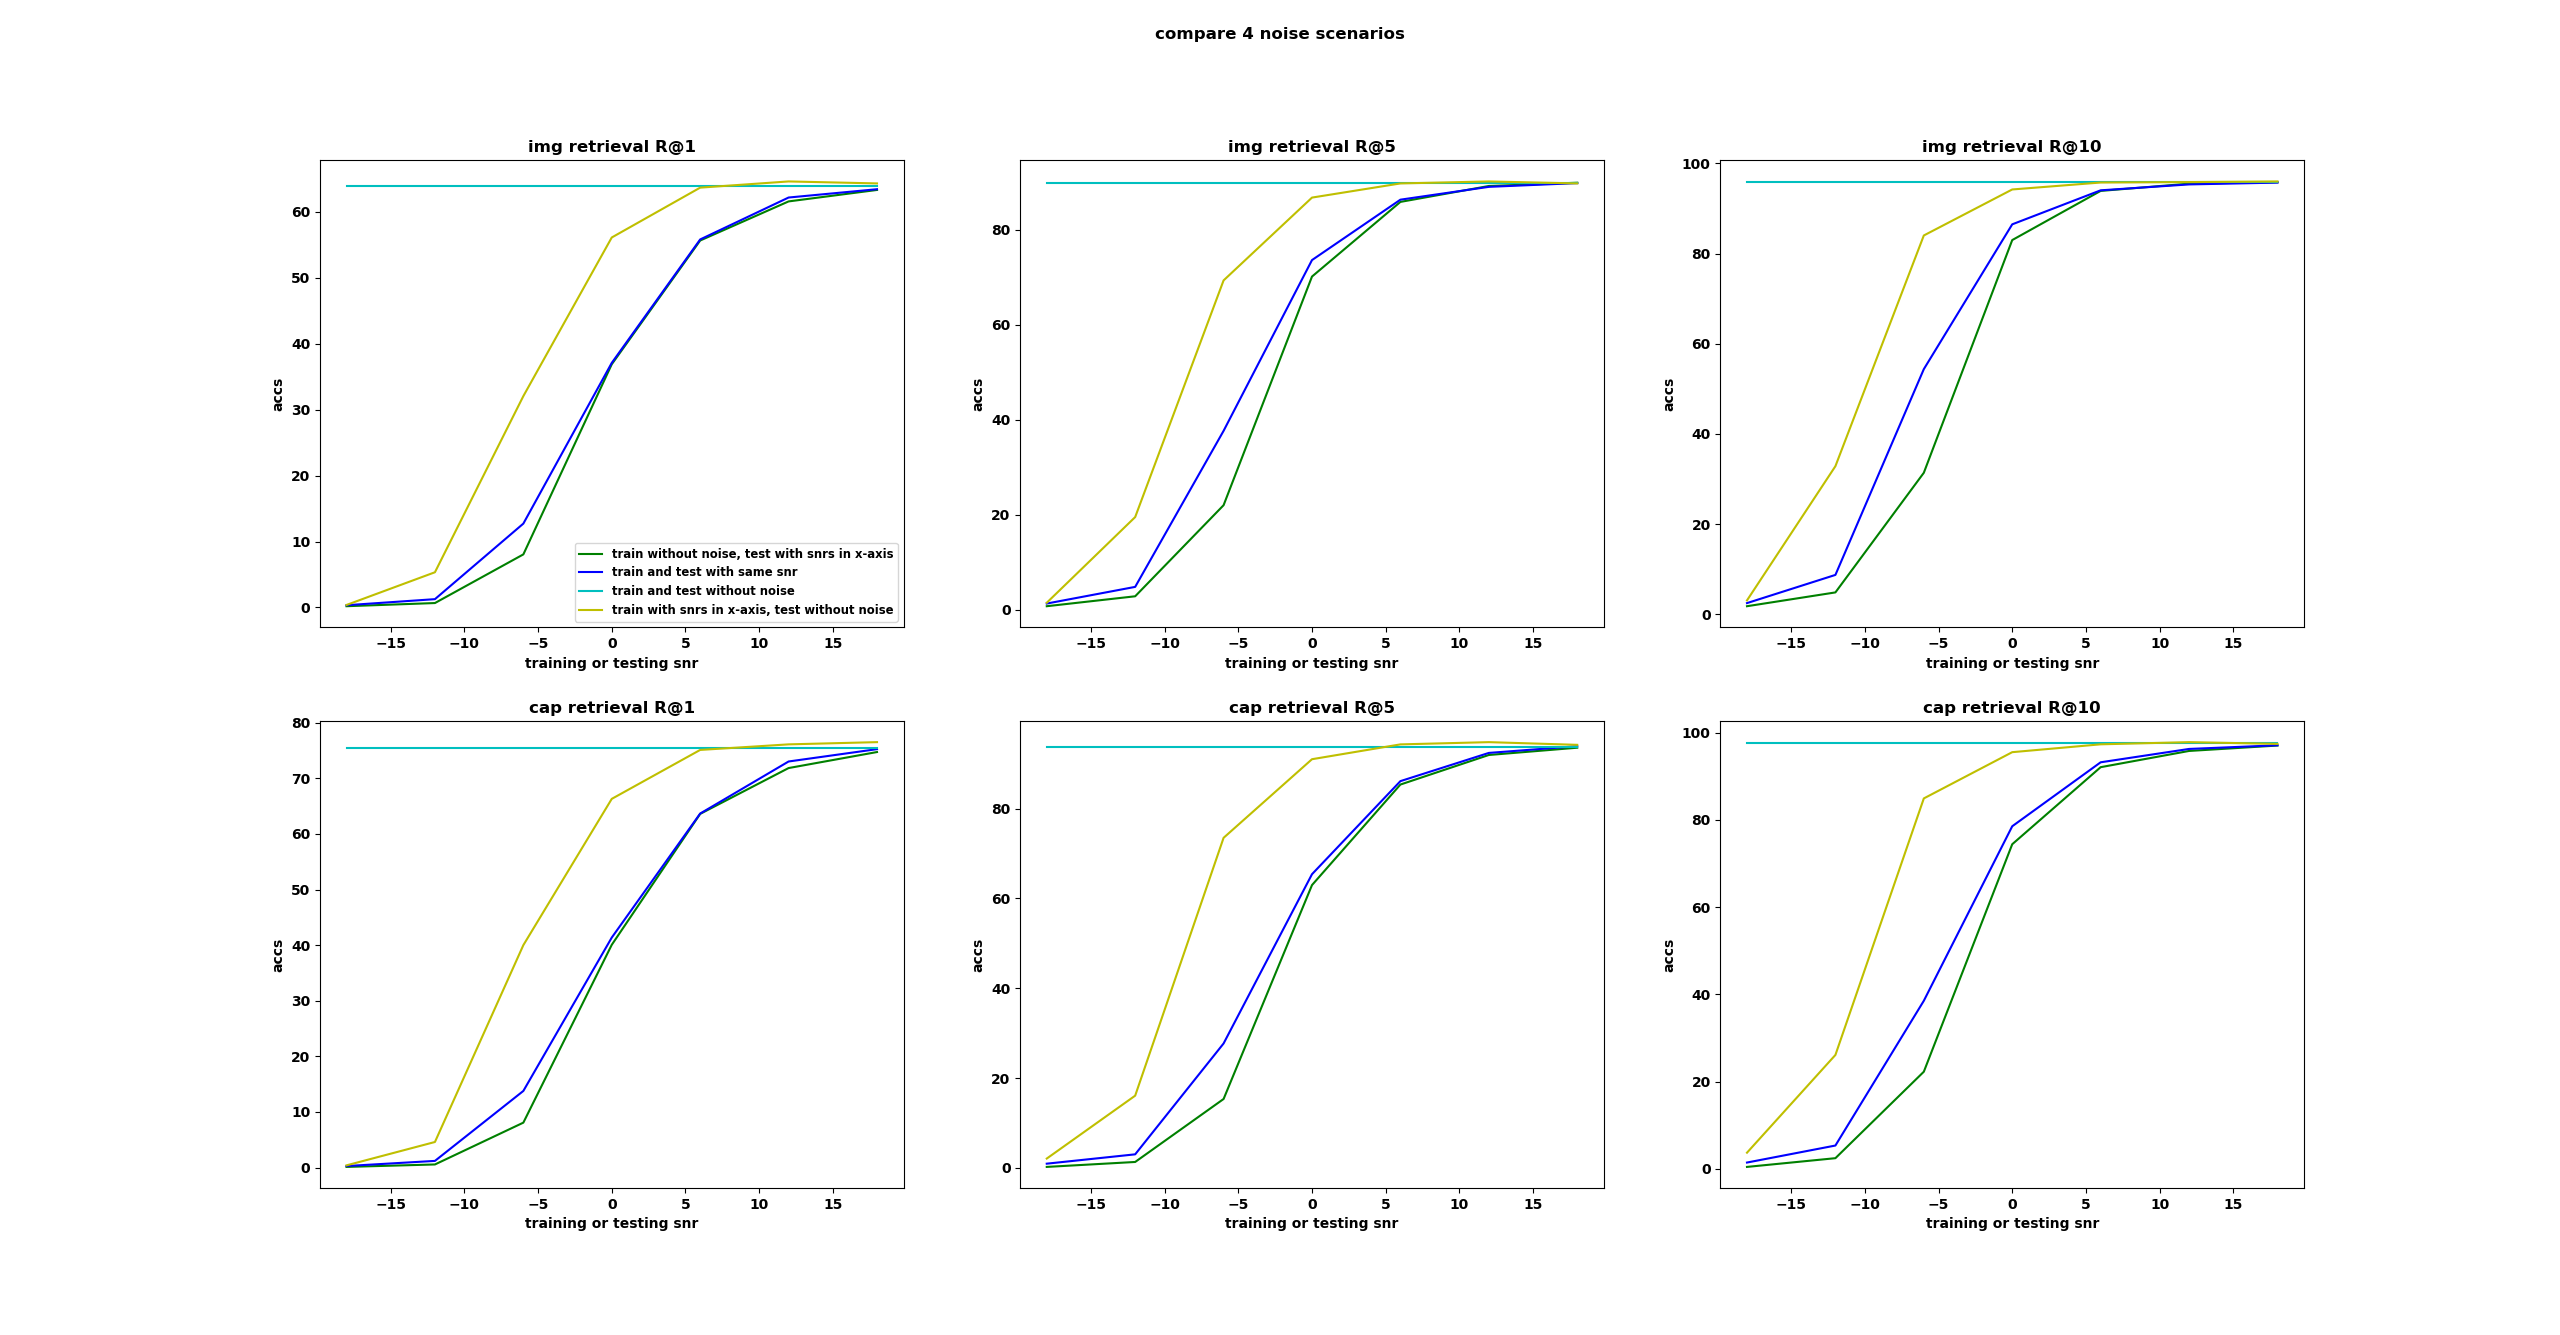 compare 4 noise scenarios
img retrieval R@1
60
50
40
30
20
10
0
accs
train without noise, test with snrs in x-axis
train and test with same snr
train and test without noise
train with snrs in x-axis, test without noise
−15 −10 −5 0 5 10 15
training or testing snr
img retrieval R@5
80
60
40
20
0
accs
−15 −10 −5 0 5 10 15
training or testing snr
img retrieval R@10
100
80
60
40
20
0
accs
−15 −10 −5 0 5 10 15
training or testing snr
cap retrieval R@1
80
70
60
50
40
30
20
10
0
accs
−15 −10 −5 0 5 10 15
training or testing snr
cap retrieval R@5
80
60
40
20
0
accs
−15 −10 −5 0 5 10 15
training or testing snr
cap retrieval R@10
100
80
60
40
20
0
accs
−15 −10 −5 0 5 10 15
training or testing snr